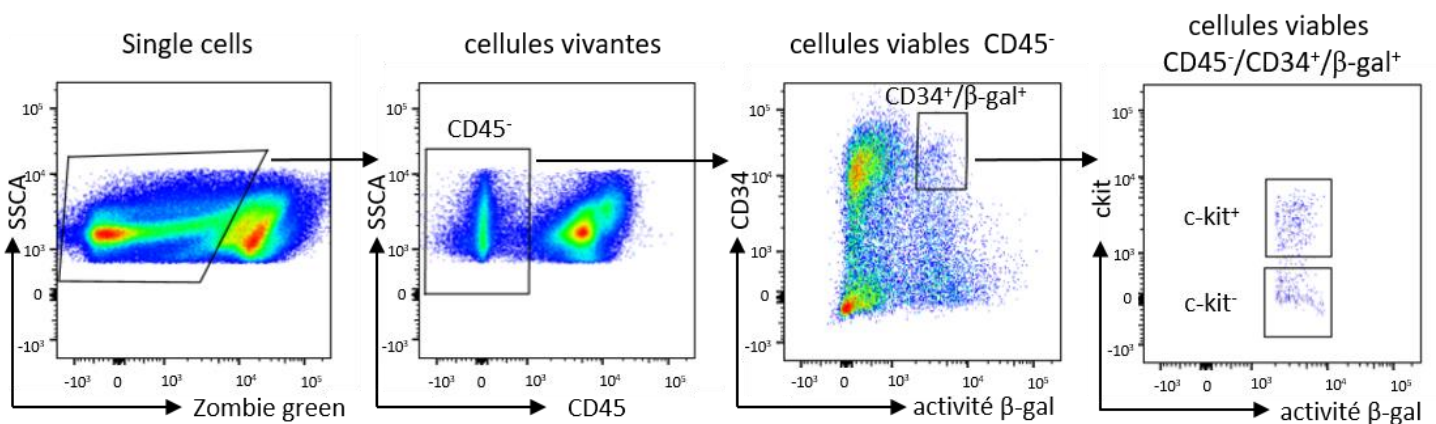 Single cells
SSCA
10⁵
10⁴
10³
0
-10³
-10³ 0 10³ 10⁴ 10⁵
Zombie green
cellules vivantes
CD45⁻
SSCA
10⁵
10⁴
10³
0
-10³
-10³ 0 10³ 10⁴ 10⁵
CD45
cellules viables CD45⁻
CD34⁺/β-gal⁺
CD34
10⁵
10⁴
10³
0
-10³
-10³ 0 10³ 10⁴ 10⁵
activité β-gal
cellules viables
CD45⁻/CD34⁺/β-gal⁺
ckit
10⁵
10⁴
10³
0
-10³
c-kit⁺
c-kit⁻
-10³ 0 10³ 10⁴ 10⁵
activité β-gal